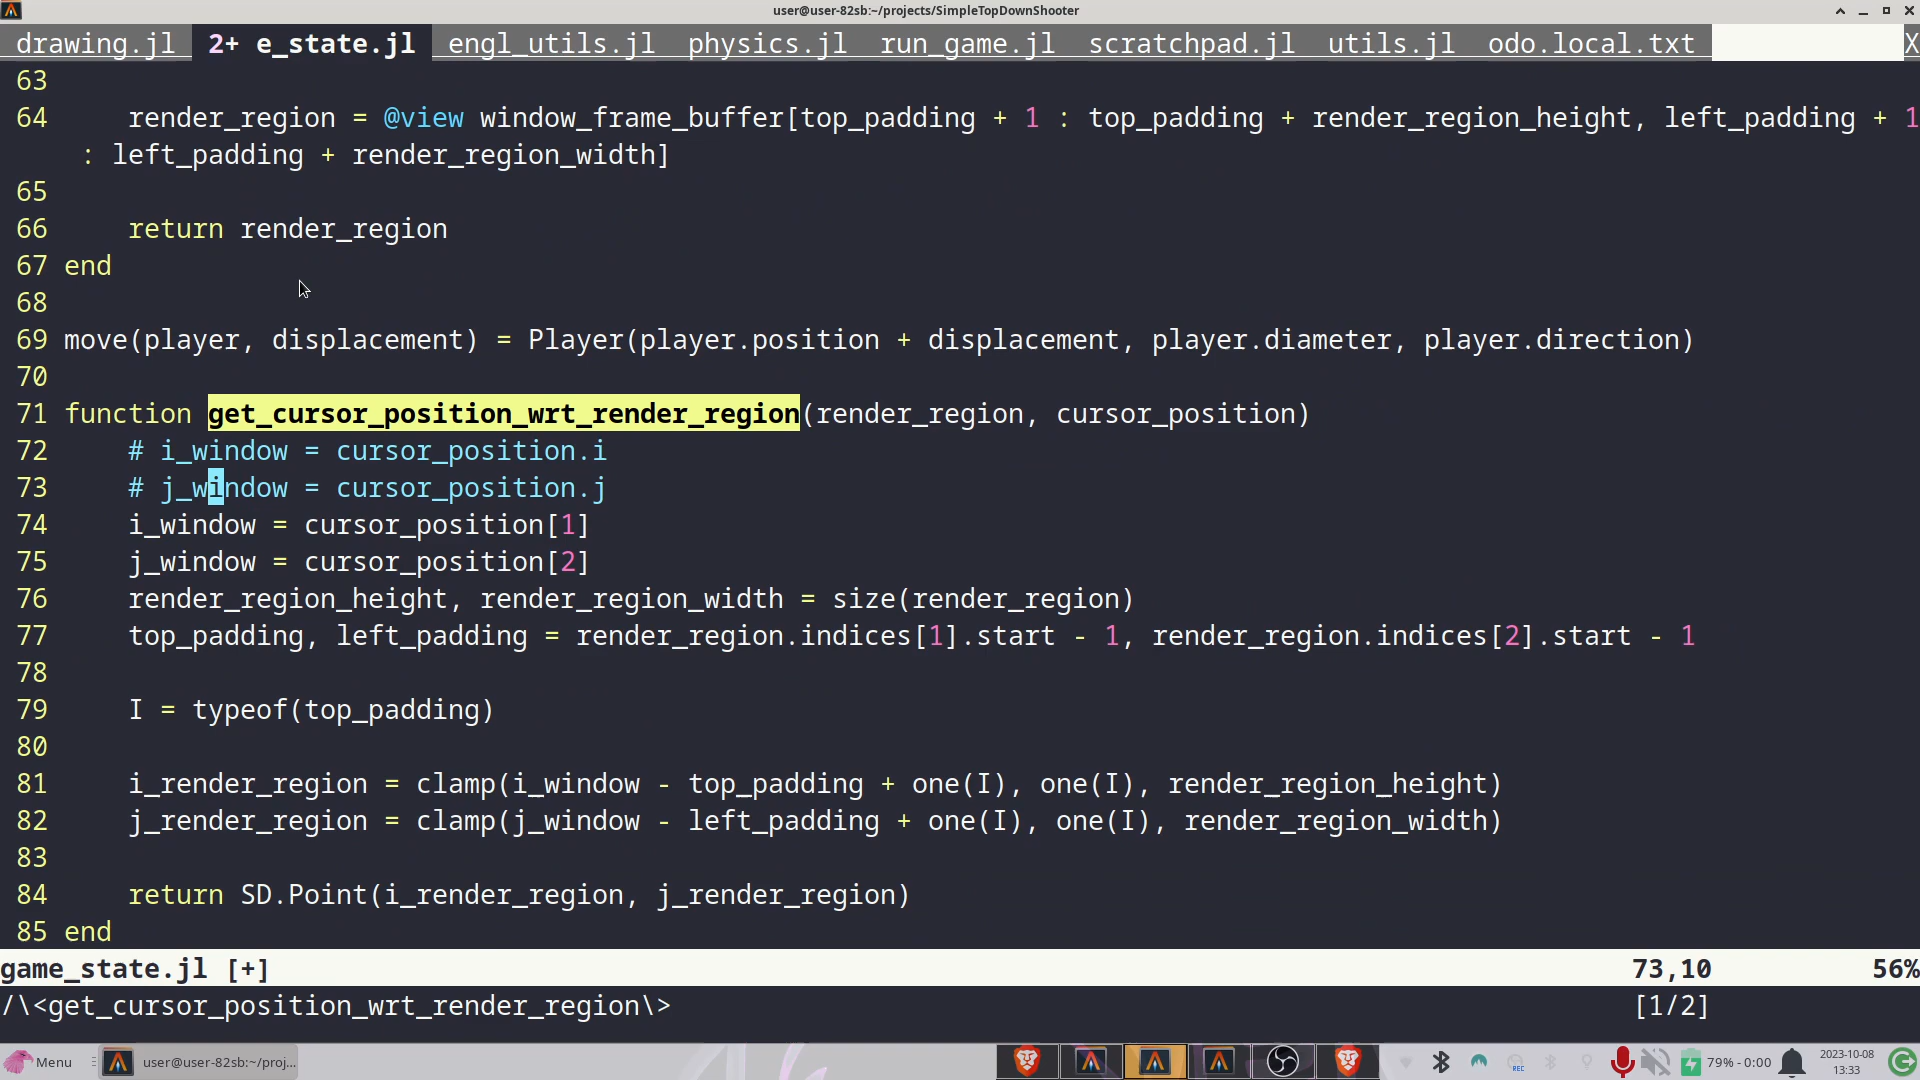 user@user-82sb:~/projects/SimpleTopDownShooter
drawing.jl  2+ e_state.jl  engl_utils.jl  physics.jl  run_game.jl  scratchpad.jl  utils.jl  odo.local.txt  X
63
64     render_region = @view window_frame_buffer[top_padding + 1 : top_padding + render_region_height, left_padding + 1
: left_padding + render_region_width]
65
66     return render_region
67 end
68
69 move(player, displacement) = Player(player.position + displacement, player.diameter, player.direction)
70
71 function get_cursor_position_wrt_render_region(render_region, cursor_position)
72     # i_window = cursor_position.i
73     # j_window = cursor_position.j
74     i_window = cursor_position[1]
75     j_window = cursor_position[2]
76     render_region_height, render_region_width = size(render_region)
77     top_padding, left_padding = render_region.indices[1].start - 1, render_region.indices[2].start - 1
78
79     I = typeof(top_padding)
80
81     i_render_region = clamp(i_window - top_padding + one(I), one(I), render_region_height)
82     j_render_region = clamp(j_window - left_padding + one(I), one(I), render_region_width)
83
84     return SD.Point(i_render_region, j_render_region)
85 end
game_state.jl [+]  73,10  56%
/\<get_cursor_position_wrt_render_region\>  [1/2]
Menu  user@user-82sb:~/proj...  REC  79% - 0:00  2023-10-08
13:33